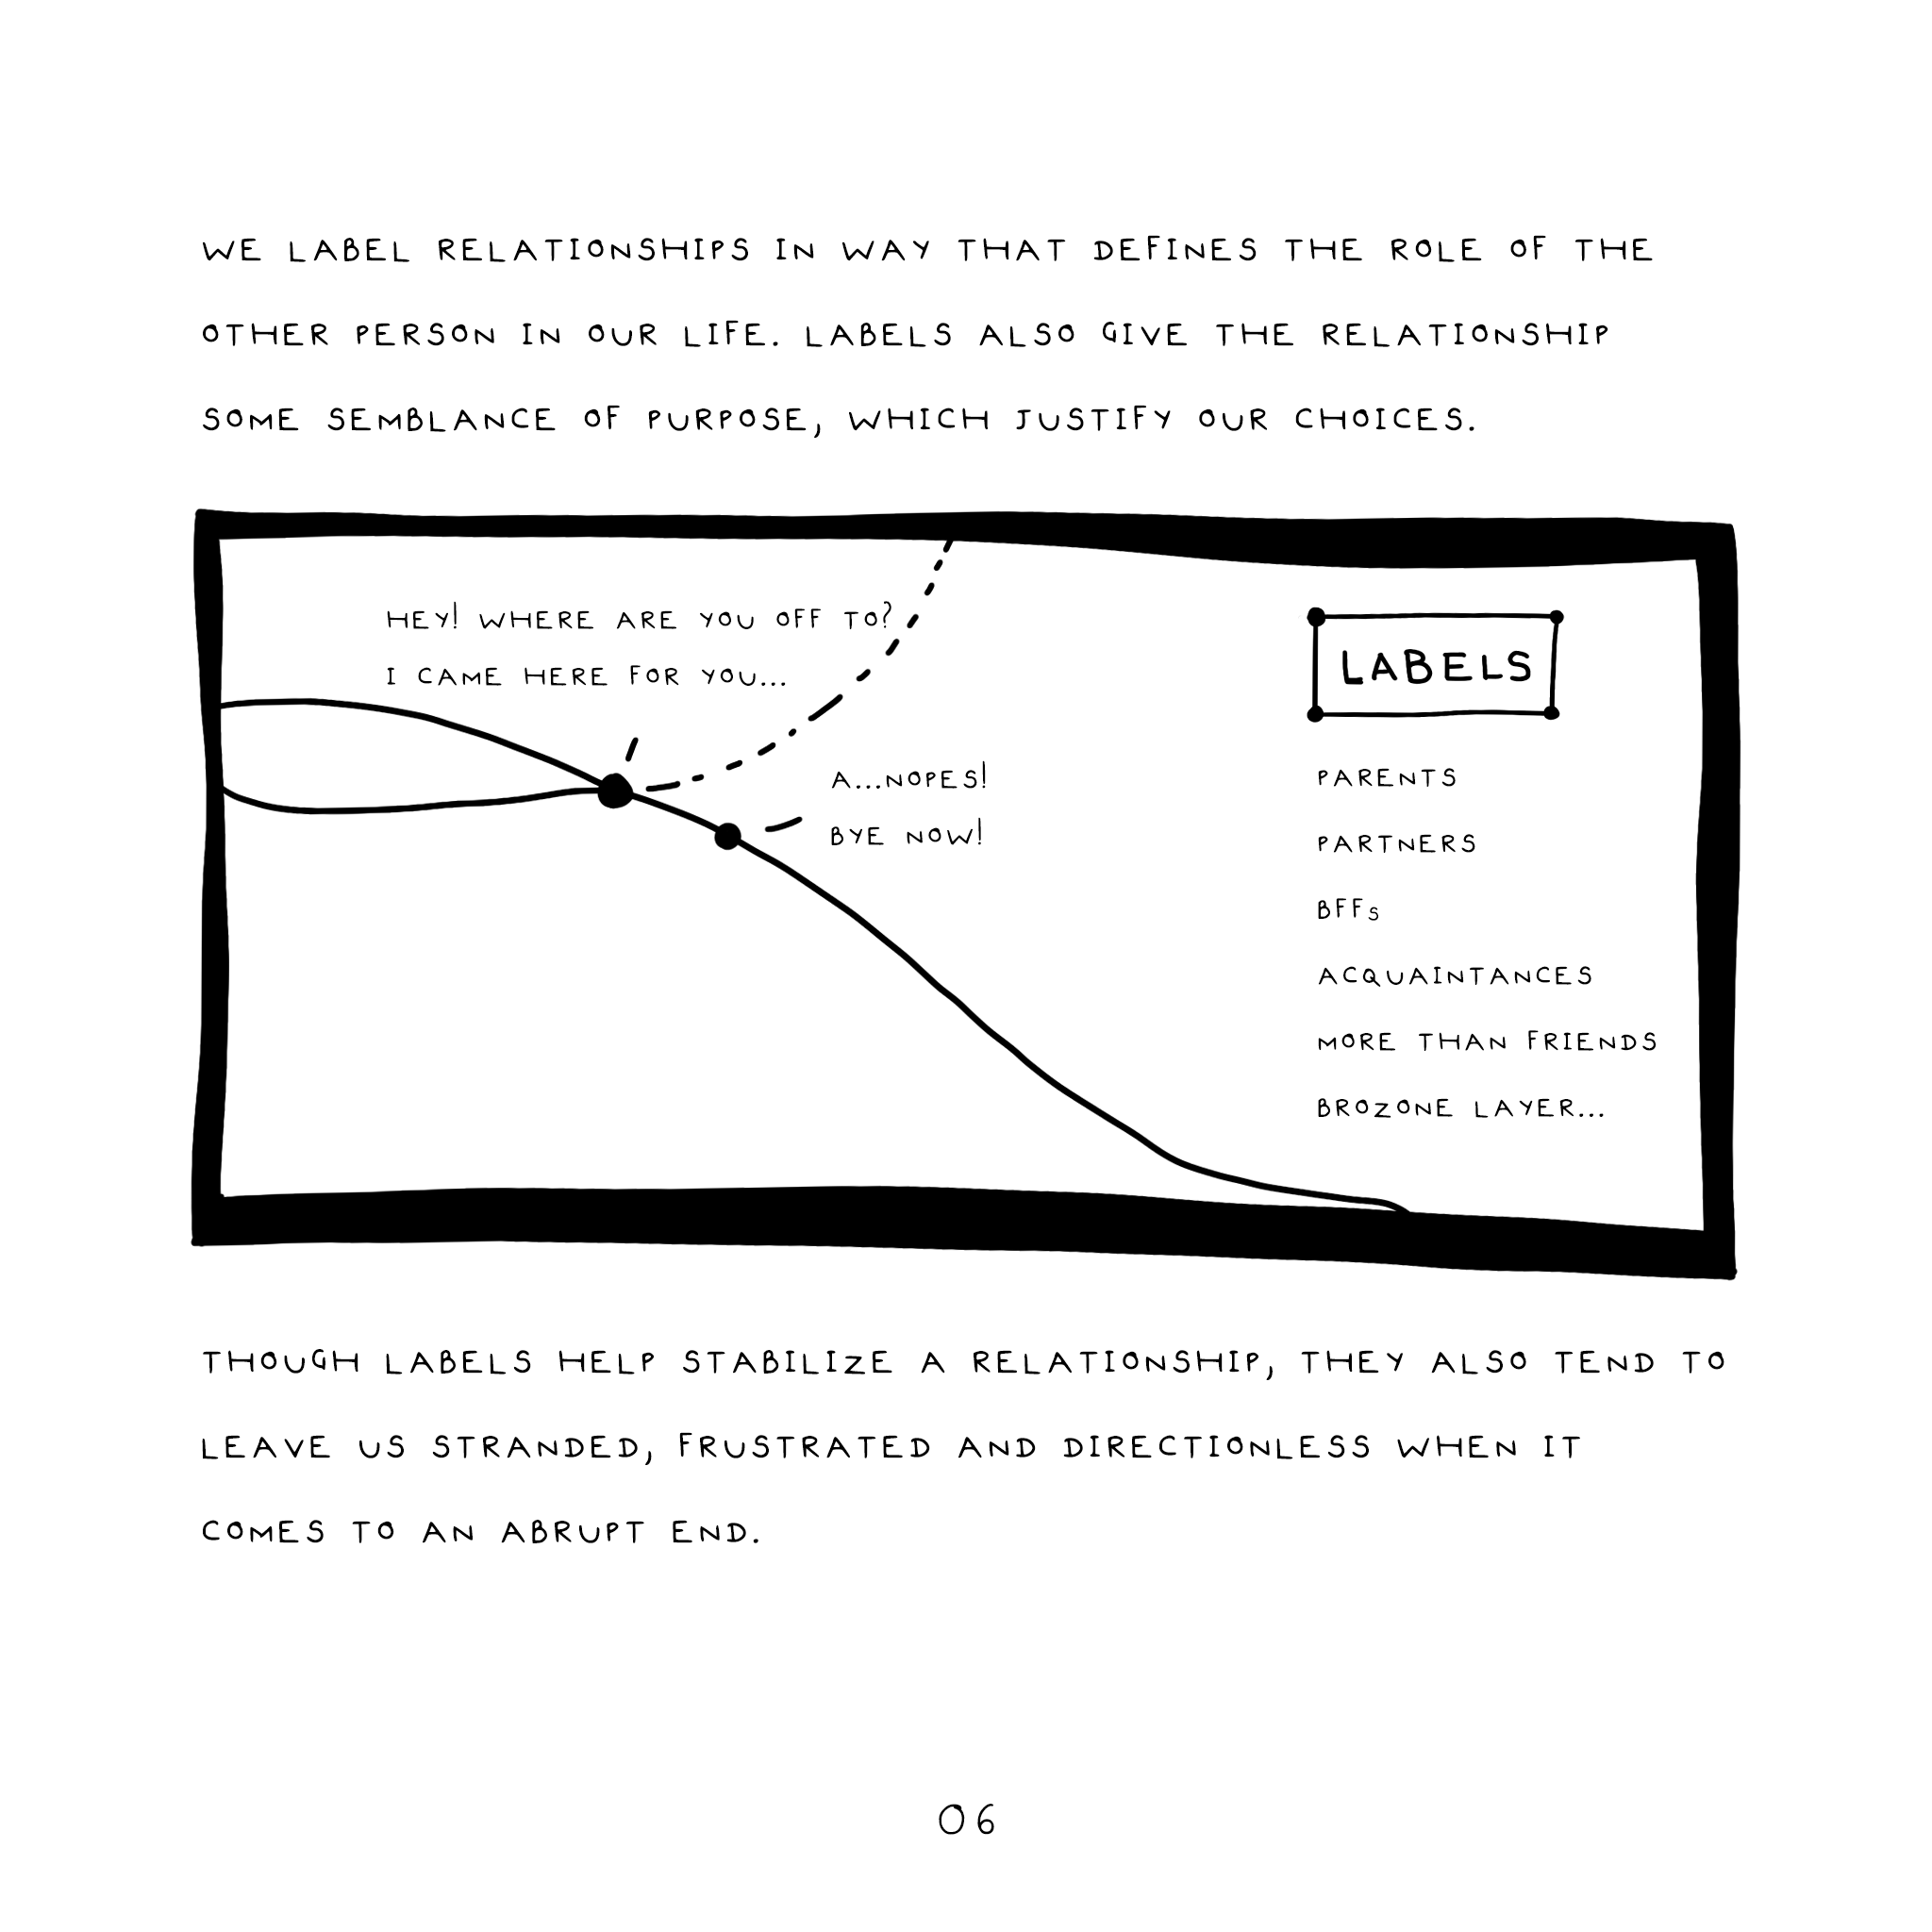 WE LABEL RELATIONSHIPS IN WAY THAT DEFINES THE ROLE OF THE
OTHER PERSON IN OUR LIFE. LABELS ALSO GIVE THE RELATIONSHIP
SOME SEMBLANCE OF PURPOSE, WHICH JUSTIFY OUR CHOICES.
HEY! WHERE ARE YOU OFF TO?
I CAME HERE FOR YOU...
A...NOPES!
BYE NOW!
LABELS
PARENTS
PARTNERS
BFFs
ACQUAINTANCES
MORE THAN FRIENDS
BROZONE LAYER...
THOUGH LABELS HELP STABILIZE A RELATIONSHIP, THEY ALSO TEND TO
LEAVE US STRANDED, FRUSTRATED AND DIRECTIONLESS WHEN IT
COMES TO AN ABRUPT END.
06